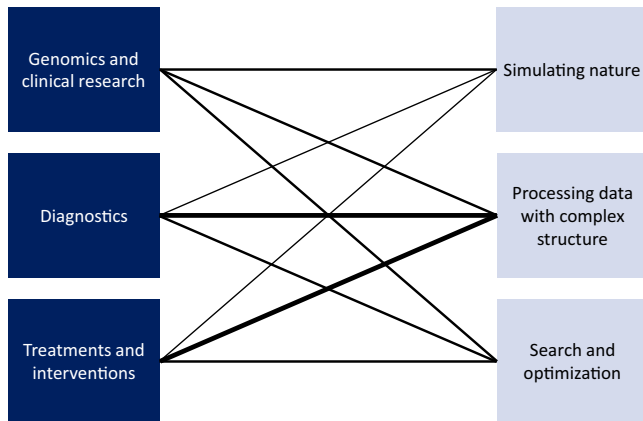 Genomics and
clinical research
Simulating nature
Diagnostics
Processing data
with complex
structure
Treatments and
interventions
Search and
optimization